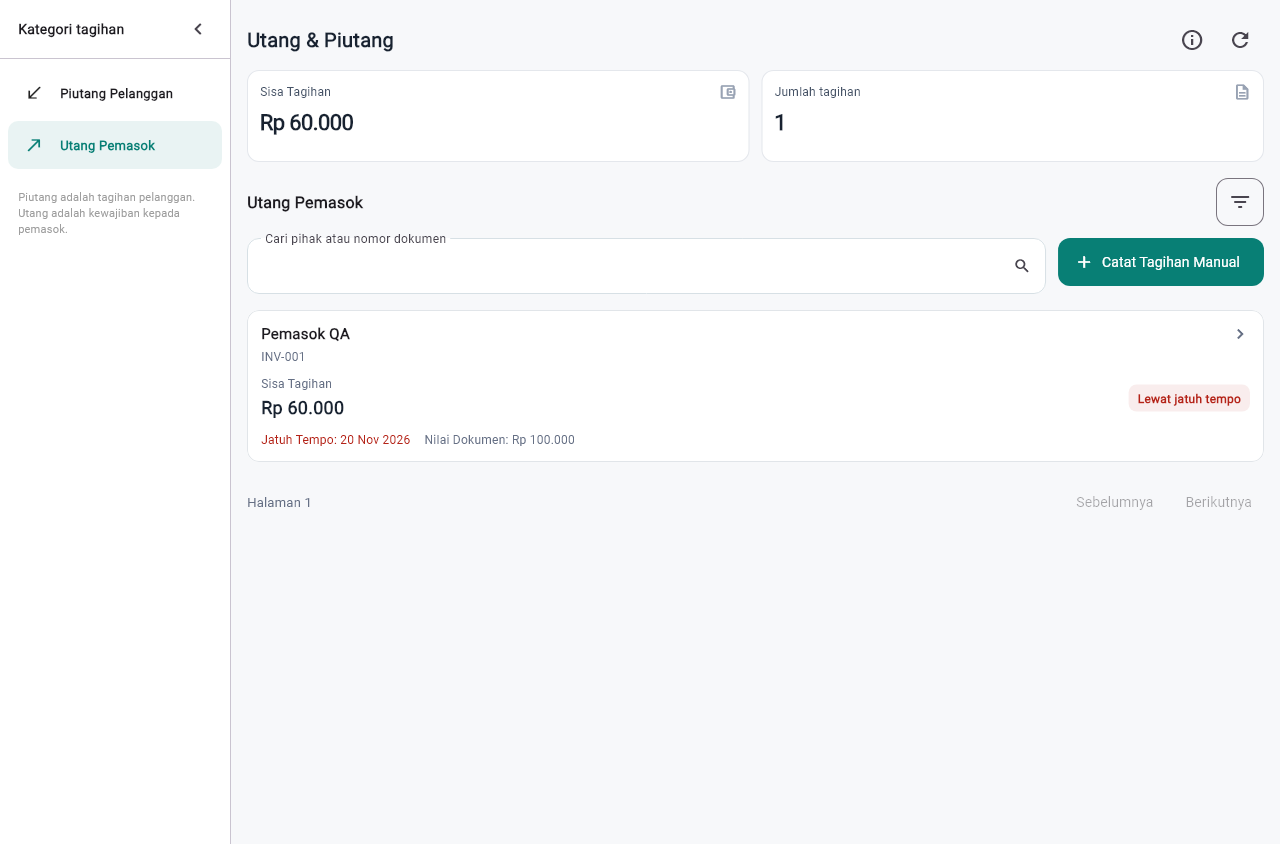 Kategori tagihan
Piutang Pelanggan
Utang Pemasok
Piutang adalah tagihan pelanggan.
Utang adalah kewajiban kepada
pemasok.
Utang & Piutang
Sisa Tagihan
Rp 60.000
Jumlah tagihan
1
Utang Pemasok
Cari pihak atau nomor dokumen
Catat Tagihan Manual
Pemasok QA
INV-001
Sisa Tagihan
Rp 60.000
Lewat jatuh tempo
Jatuh Tempo: 20 Nov 2026 Nilai Dokumen: Rp 100.000
Halaman 1
Sebelumnya Berikutnya